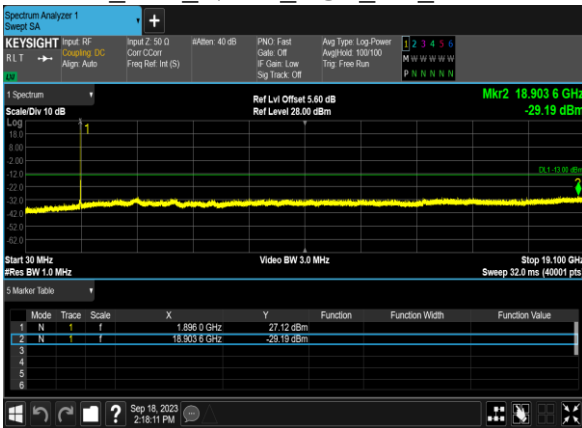 Spectrum Analyzer 1
Swept SA
+
KEYSIGHT Input: RF Input Z: 50 Ω #Atten: 40 dB PNO: Fast Avg Type: Log-Power 1 2 3 4 5 6
RLT Coupling: DC Corr CCorr Gate: Off Avg|Hold: 100/100 M W W W W W
Align: Auto Freq Ref: Int (S) IF Gain: Low Trig: Free Run
Sig Track: Off P N N N N N
LW
1 Spectrum Ref Lvl Offset 5.60 dB Mkr2 18.903 6 GHz
Scale/Div 10 dB Ref Level 28.00 dBm -29.19 dBm
Log
1
18.0
8.00
-2.00
-12.0 DL1 -13.00 dBm
-22.0 2
-32.0
-42.0
-52.0
-62.0
Start 30 MHz Video BW 3.0 MHz Stop 19.100 GHz
#Res BW 1.0 MHz Sweep 32.0 ms (40001 pts
5 Marker Table
Mode Trace Scale X Y Function Function Width Function Value
1 N 1 f 1.896 0 GHz 27.12 dBm
2 N 1 f 18.903 6 GHz -29.19 dBm
3
4
5
6
? Sep 18, 2023
2:18:11 PM